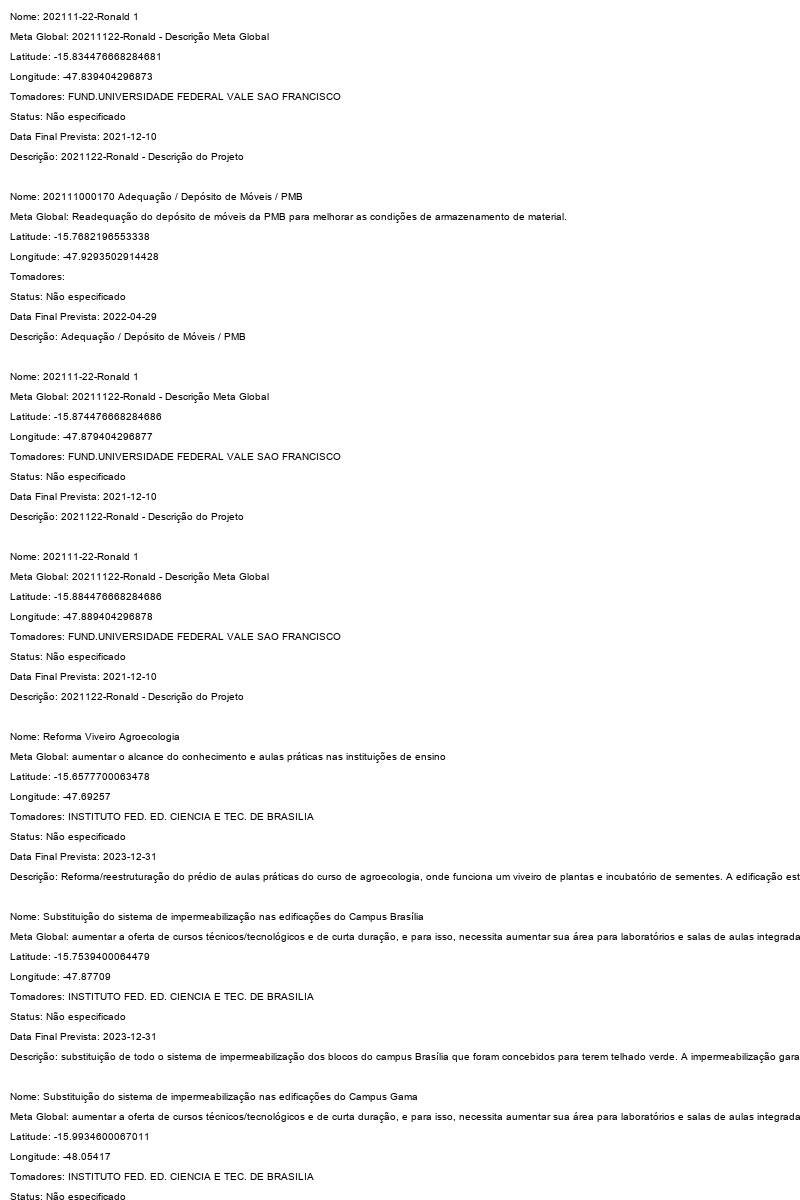 Nome: 202111-22-Ronald 1
Meta Global: 20211122-Ronald - Descrição Meta Global
Latitude: -15.834476668284681
Longitude: -47.839404296873
Tomadores: FUND.UNIVERSIDADE FEDERAL VALE SAO FRANCISCO
Status: Não especificado
Data Final Prevista: 2021-12-10
Descrição: 2021122-Ronald - Descrição do Projeto
Nome: 202111000170 Adequação / Depósito de Móveis / PMB
Meta Global: Readequação do depósito de móveis da PMB para melhorar as condições de armazenamento de material.
Latitude: -15.7682196553338
Longitude: -47.9293502914428
Tomadores:
Status: Não especificado
Data Final Prevista: 2022-04-29
Descrição: Adequação / Depósito de Móveis / PMB
Nome: 202111-22-Ronald 1
Meta Global: 20211122-Ronald - Descrição Meta Global
Latitude: -15.874476668284686
Longitude: -47.879404296877
Tomadores: FUND.UNIVERSIDADE FEDERAL VALE SAO FRANCISCO
Status: Não especificado
Data Final Prevista: 2021-12-10
Descrição: 2021122-Ronald - Descrição do Projeto
Nome: 202111-22-Ronald 1
Meta Global: 20211122-Ronald - Descrição Meta Global
Latitude: -15.884476668284686
Longitude: -47.889404296878
Tomadores: FUND.UNIVERSIDADE FEDERAL VALE SAO FRANCISCO
Status: Não especificado
Data Final Prevista: 2021-12-10
Descrição: 2021122-Ronald - Descrição do Projeto
Nome: Reforma Viveiro Agroecologia
Meta Global: aumentar o alcance do conhecimento e aulas práticas nas instituições de ensino
Latitude: -15.6577700063478
Longitude: -47.69257
Tomadores: INSTITUTO FED. ED. CIENCIA E TEC. DE BRASILIA
Status: Não especificado
Data Final Prevista: 2023-12-31
Descrição: Reforma/reestruturação do prédio de aulas práticas do curso de agroecologia, onde funciona um viveiro de plantas e incubatório de sementes. A edificação est
Nome: Substituição do sistema de impermeabilização nas edificações do Campus Brasília
Meta Global: aumentar a oferta de cursos técnicos/tecnológicos e de curta duração, e para isso, necessita aumentar sua área para laboratórios e salas de aulas integrada
Latitude: -15.7539400064479
Longitude: -47.87709
Tomadores: INSTITUTO FED. ED. CIENCIA E TEC. DE BRASILIA
Status: Não especificado
Data Final Prevista: 2023-12-31
Descrição: substituição de todo o sistema de impermeabilização dos blocos do campus Brasília que foram concebidos para terem telhado verde. A impermeabilização gara
Nome: Substituição do sistema de impermeabilização nas edificações do Campus Gama
Meta Global: aumentar a oferta de cursos técnicos/tecnológicos e de curta duração, e para isso, necessita aumentar sua área para laboratórios e salas de aulas integrada
Latitude: -15.9934600067011
Longitude: -48.05417
Tomadores: INSTITUTO FED. ED. CIENCIA E TEC. DE BRASILIA
Status: Não especificado